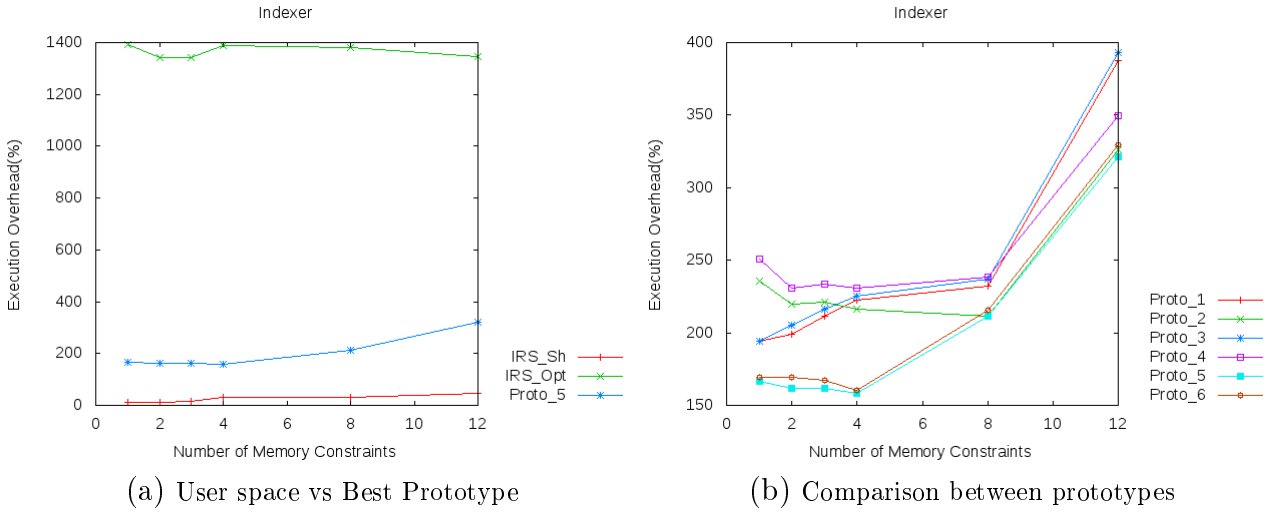 Indexer
1400
1200
1000
800
600
400
200
0
Execution Overhead(%)
0 2 4 6 8 10 12
Number of Memory Constraints
IRS_Sh
IRS_Opt
Proto_5
(a) User space vs Best Prototype
Indexer
400
350
300
250
200
150
Execution Overhead(%)
0 2 4 6 8 10 12
Number of Memory Constraints
Proto_1
Proto_2
Proto_3
Proto_4
Proto_5
Proto_6
(b) Comparison between prototypes